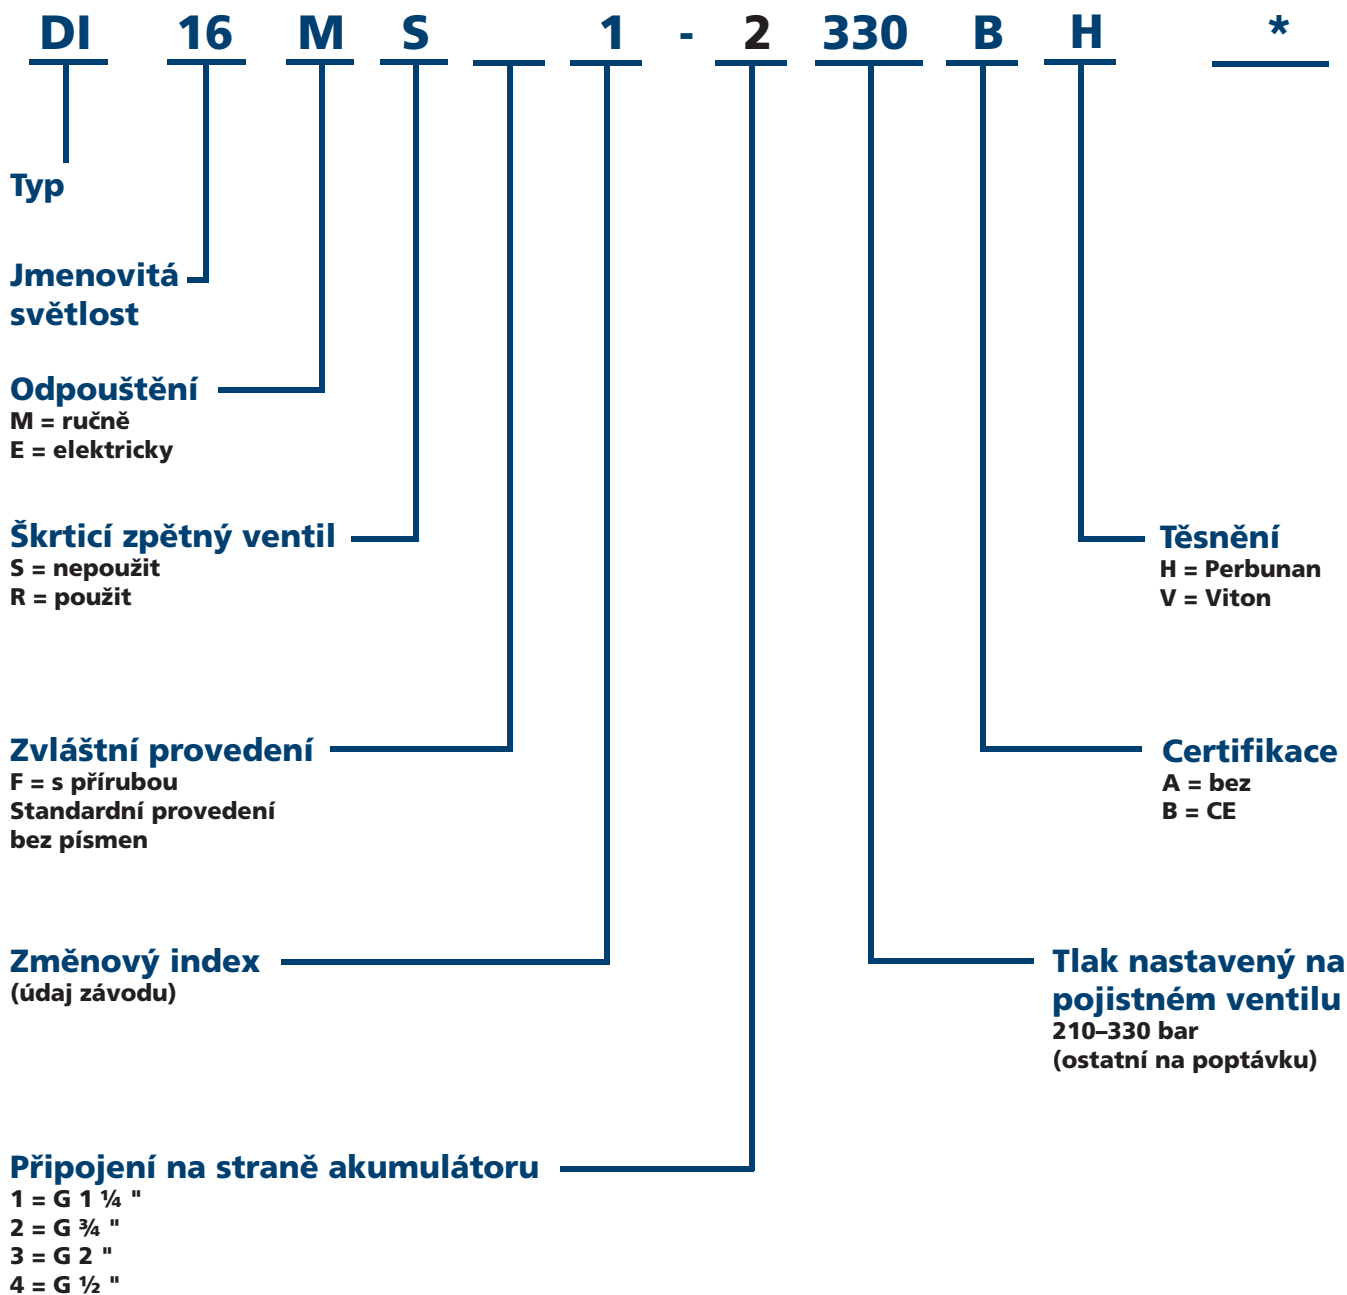 DI 16 M S 1 - 2 330 B H *
Typ
Jmenovitá
světlost
Odpouštění
M = ručně
E = elektricky
Škrticí zpětný ventil
S = nepoužit
R = použit
Těsnění
H = Perbunan
V = Viton
Zvláštní provedení
F = s přírubou
Standardní provedení
bez písmen
Certifikace
A = bez
B = CE
Změnový index
(údaj závodu)
Tlak nastavený na
pojistném ventilu
210–330 bar
(ostatní na poptávku)
Připojení na straně akumulátoru
1 = G 1 ¼ "
2 = G ¾ "
3 = G 2 "
4 = G ½ "